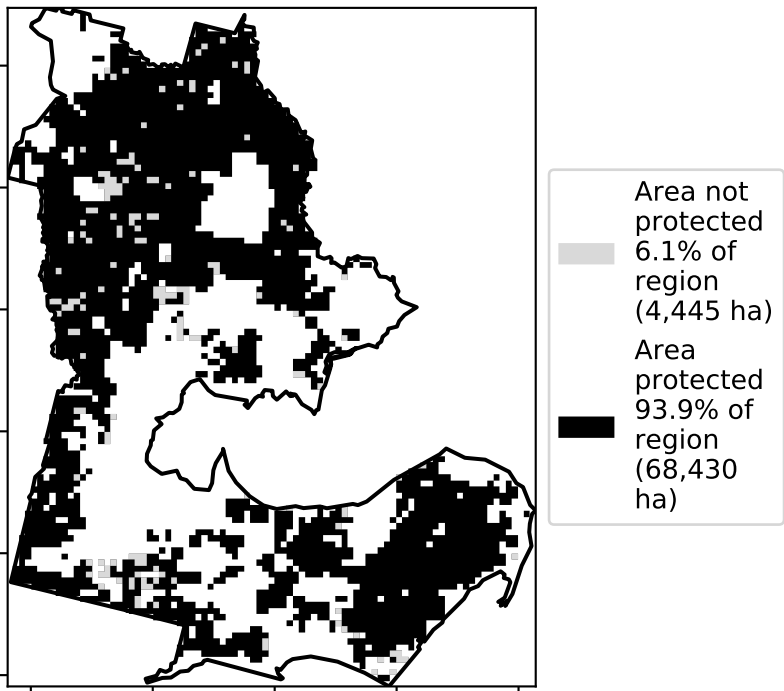 Area not
protected
6.1% of
region
(4,445 ha)
Area
protected
93.9% of
region
(68,430
ha)